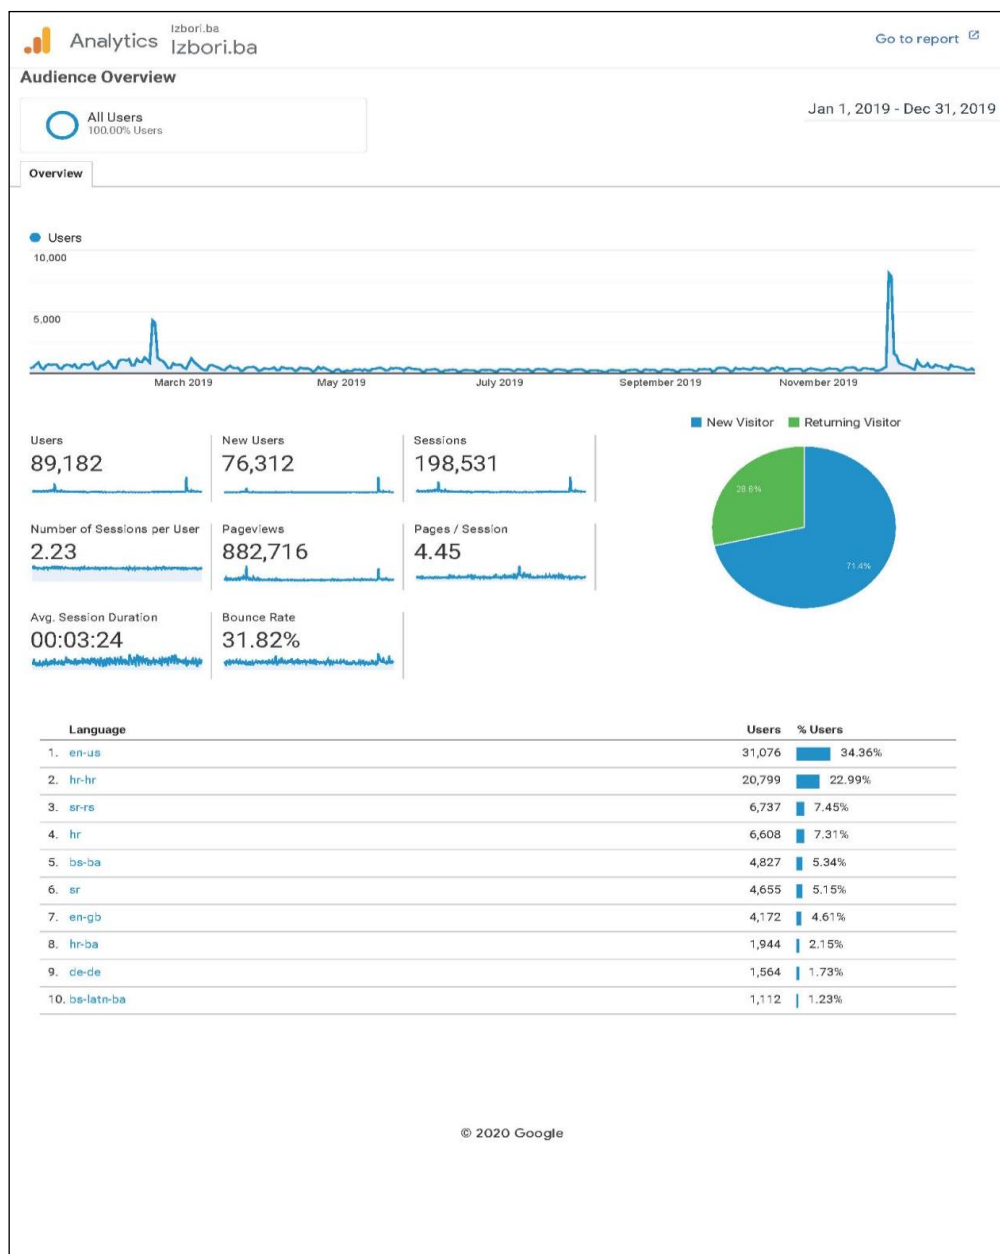 Analytics
Izbori.ba
Izbori.ba
Go to report
Audience Overview
All Users
100.00% Users
Jan 1, 2019 - Dec 31, 2019
Overview
Users
10,000
5,000
March 2019 May 2019 July 2019 September 2019 November 2019
New Visitor Returning Visitor
Users New Users Sessions
89,182 76,312 198,531
28.6%
71.4%
Number of Sessions per User Pageviews Pages / Session
2.23 882,716 4.45
Avg. Session Duration Bounce Rate
00:03:24 31.82%
Language Users % Users
1. en-us 31,076 34.36%
2. hr-hr 20,799 22.99%
3. sr-rs 6,737 7.45%
4. hr 6,608 7.31%
5. bs-ba 4,827 5.34%
6. sr 4,655 5.15%
7. en-gb 4,172 4.61%
8. hr-ba 1,944 2.15%
9. de-de 1,564 1.73%
10. bs-latn-ba 1,112 1.23%
© 2020 Google